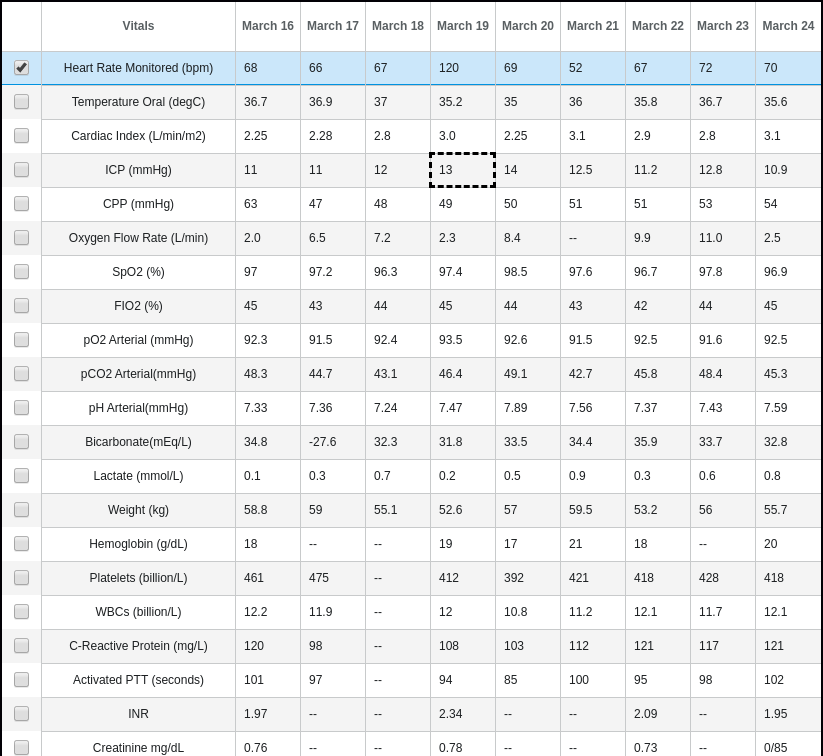 Vitals March 16 March 17 March 18 March 19 March 20 March 21 March 22 March 23 March 24
Heart Rate Monitored (bpm) 68 66 67 120 69 52 67 72 70
Temperature Oral (degC) 36.7 36.9 37 35.2 35 36 35.8 36.7 35.6
Cardiac Index (L/min/m2) 2.25 2.28 2.8 3.0 2.25 3.1 2.9 2.8 3.1
ICP (mmHg) 11 11 12 13 14 12.5 11.2 12.8 10.9
CPP (mmHg) 63 47 48 49 50 51 51 53 54
Oxygen Flow Rate (L/min) 2.0 6.5 7.2 2.3 8.4 -- 9.9 11.0 2.5
SpO2 (%) 97 97.2 96.3 97.4 98.5 97.6 96.7 97.8 96.9
FIO2 (%) 45 43 44 45 44 43 42 44 45
pO2 Arterial (mmHg) 92.3 91.5 92.4 93.5 92.6 91.5 92.5 91.6 92.5
pCO2 Arterial(mmHg) 48.3 44.7 43.1 46.4 49.1 42.7 45.8 48.4 45.3
pH Arterial(mmHg) 7.33 7.36 7.24 7.47 7.89 7.56 7.37 7.43 7.59
Bicarbonate(mEq/L) 34.8 -27.6 32.3 31.8 33.5 34.4 35.9 33.7 32.8
Lactate (mmol/L) 0.1 0.3 0.7 0.2 0.5 0.9 0.3 0.6 0.8
Weight (kg) 58.8 59 55.1 52.6 57 59.5 53.2 56 55.7
Hemoglobin (g/dL) 18 -- -- 19 17 21 18 -- 20
Platelets (billion/L) 461 475 -- 412 392 421 418 428 418
WBCs (billion/L) 12.2 11.9 -- 12 10.8 11.2 12.1 11.7 12.1
C-Reactive Protein (mg/L) 120 98 -- 108 103 112 121 117 121
Activated PTT (seconds) 101 97 -- 94 85 100 95 98 102
INR 1.97 -- -- 2.34 -- -- 2.09 -- 1.95
Creatinine mg/dL 0.76 -- -- 0.78 -- -- 0.73 -- 0/85